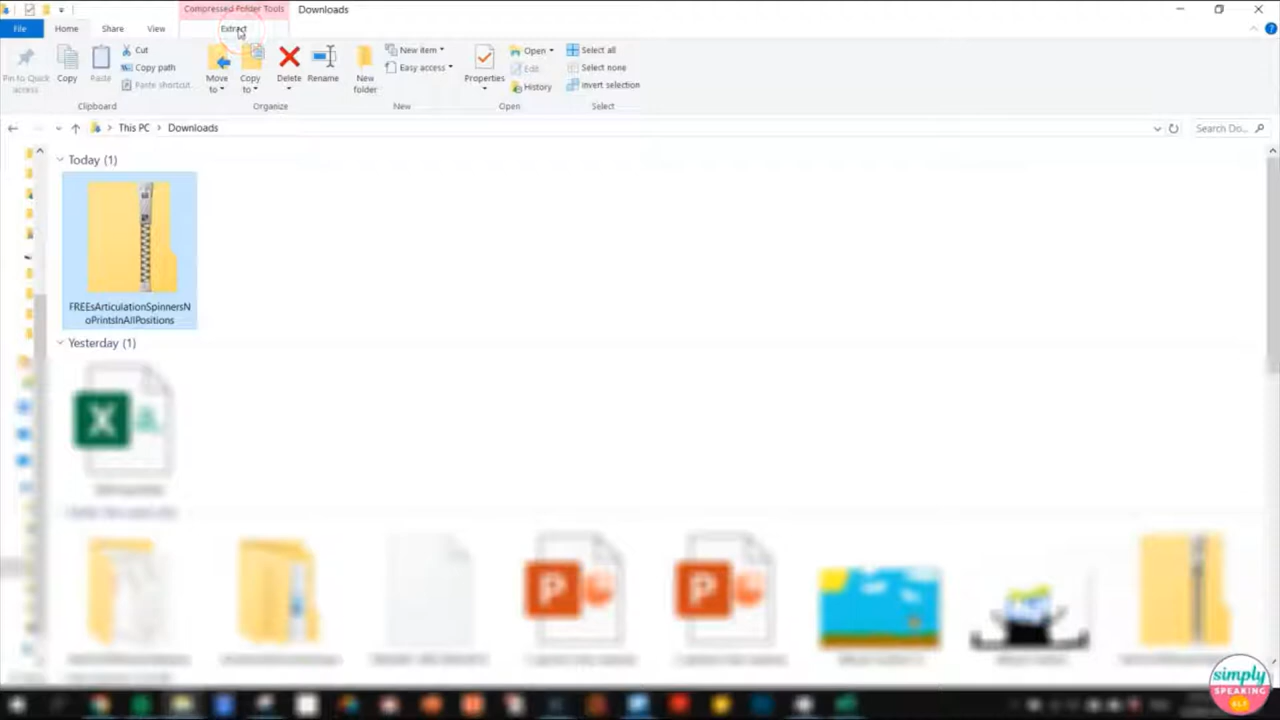 Compressed Folder Tools
Downloads
File
Home
Share
View
Extract
Pin to Quick access
Copy
Paste
Cut
Copy path
Paste shortcut
Clipboard
Move to
Copy to
Delete
Rename
Organize
New folder
New item
Easy access
New
Properties
Open
Edit
History
Open
Select all
Select none
Invert selection
Select
This PC > Downloads
Search Do...
Today (1)
FREEsArticulationSpinnersN
oPrintsInAllPositions
Yesterday (1)
simply
SPEAKING
SLP